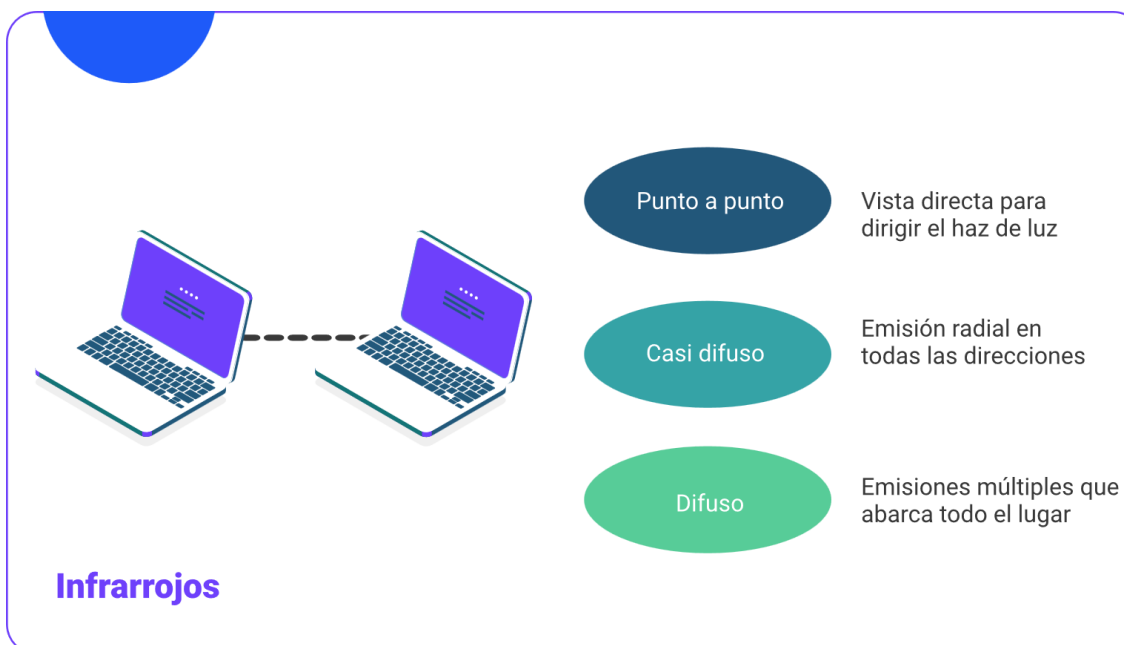 Punto a punto
Vista directa para
dirigir el haz de luz
Casi difuso
Emisión radial en
todas las direcciones
Difuso
Emisiones múltiples que
abarca todo el lugar
Infrarrojos